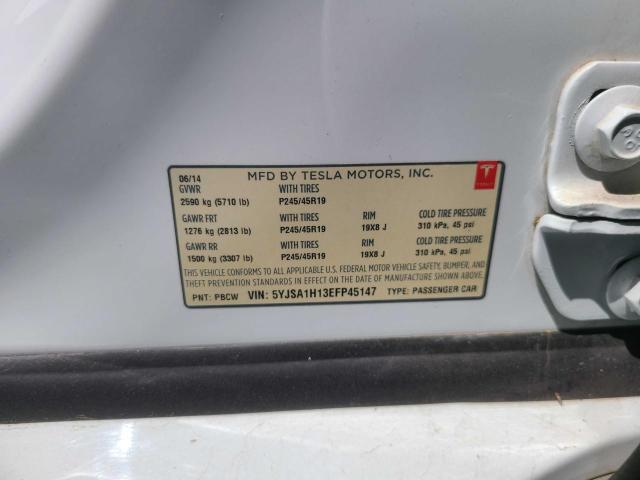 06/14 MFD BY TESLA MOTORS, INC.
GVWR WITH TIRES
2590 kg (5710 lb) P245/45R19
GAWR FRT WITH TIRES RIM COLD TIRE PRESSURE
1276 kg (2813 lb) P245/45R19 19X8 J 310 kPa, 45 psi
GAWR RR WITH TIRES RIM COLD TIRE PRESSURE
1500 kg (3307 lb) P245/45R19 19X8 J 310 kPa, 45 psi
THIS VEHICLE CONFORMS TO ALL APPLICABLE U.S. FEDERAL MOTOR VEHICLE SAFETY, BUMPER, AND
THEFT PREVENTION STANDARDS IN EFFECT ON THE DATE OF MANUFACTURE SHOWN ABOVE.
PNT: PBCW VIN: 5YJSA1H13EFP45147 TYPE: PASSENGER CAR